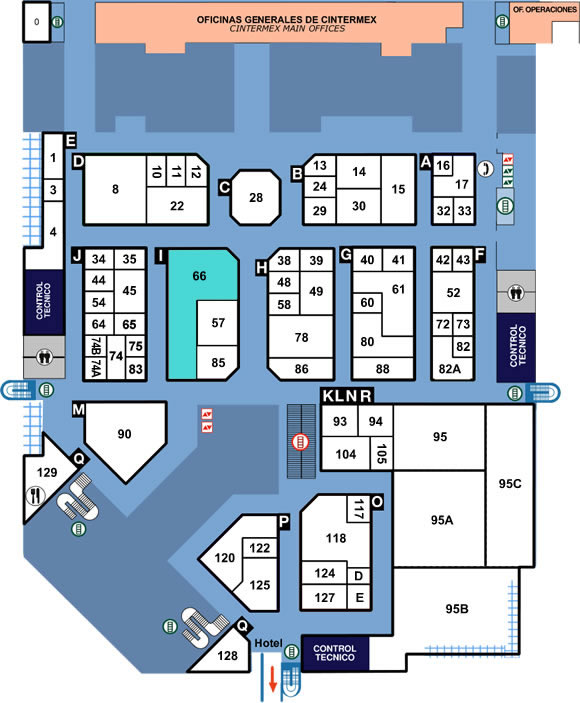 OFICINAS GENERALES DE CINTERMEX
CINTERMEX MAIN OFFICES
OF. OPERACIONES
0
E
1
3
4
D
8
10
11
12
22
C
28
B
13
24
29
14
30
15
A
16
17
32
33
J
34
35
44
45
54
64
65
74B
74A
74
75
83
I
66
57
85
H
38
39
48
49
58
78
86
G
40
41
61
60
80
88
F
42
43
52
72
73
82
82A
CONTROL
TECNICO
CONTROL
TECNICO
M
90
Q
129
K L N R
93
94
95
104
105
95C
95A
95B
P
120
122
125
O
117
118
124
D
127
E
Q
128
Hotel
CONTROL
TECNICO